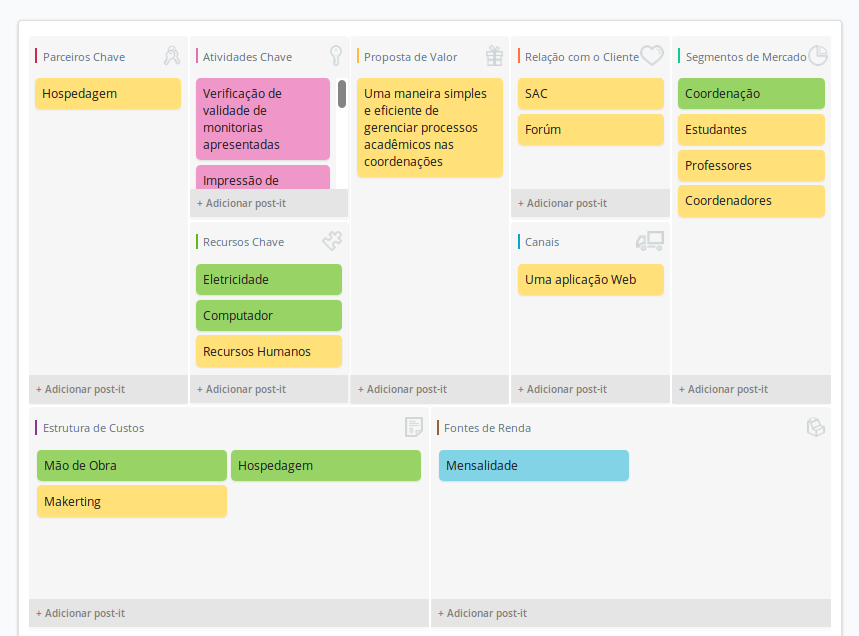 Parceiros Chave
Hospedagem
+ Adicionar post-it
Atividades Chave
Verificação de
validade de
monitorias
apresentadas
Impressão de
+ Adicionar post-it
Recursos Chave
Eletricidade
Computador
Recursos Humanos
+ Adicionar post-it
Proposta de Valor
Uma maneira simples
e eficiente de
gerenciar processos
acadêmicos nas
coordenações
+ Adicionar post-it
Relação com o Cliente
SAC
Forúm
+ Adicionar post-it
Canais
Uma aplicação Web
+ Adicionar post-it
Segmentos de Mercado
Coordenação
Estudantes
Professores
Coordenadores
+ Adicionar post-it
Estrutura de Custos
Mão de Obra
Hospedagem
Makerting
+ Adicionar post-it
Fontes de Renda
Mensalidade
+ Adicionar post-it